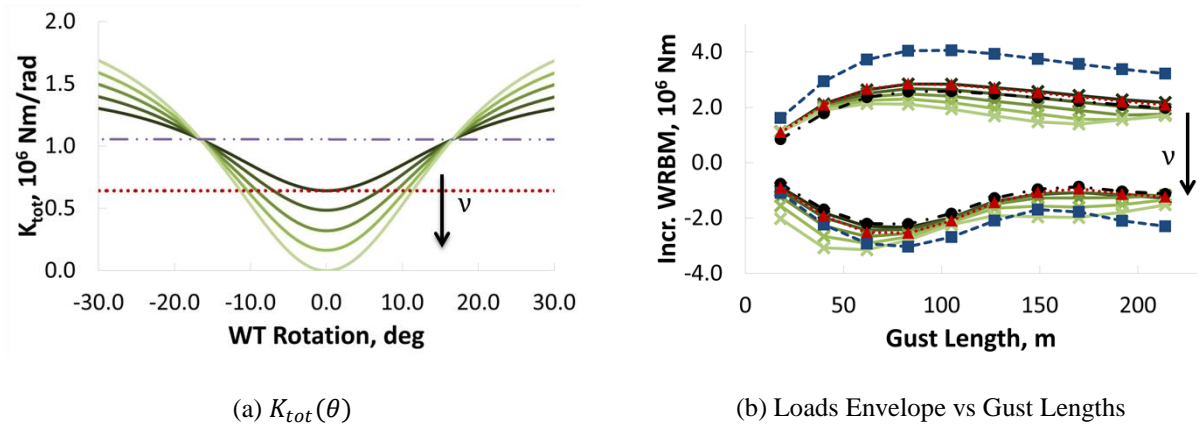 K_tot, 10^6 Nm/rad
2.0
1.5
1.0
0.5
0.0
ν
-30.0 -20.0 -10.0 0.0 10.0 20.0 30.0
WT Rotation, deg
(a) K_tot(θ)
Incr. WRBM, 10^6 Nm
4.0
2.0
0.0
-2.0
-4.0
ν
0 50 100 150 200
Gust Length, m
(b) Loads Envelope vs Gust Lengths